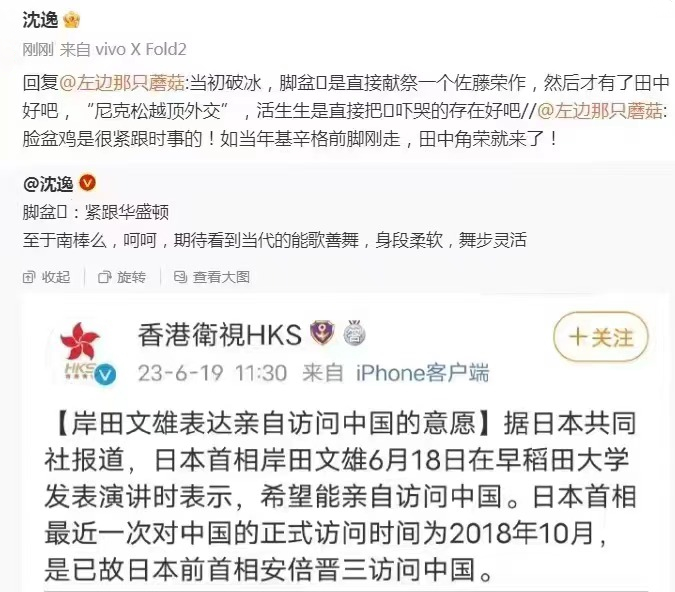 沈逸
刚刚 来自 vivo X Fold2
回复@左边那只蘑菇:当初破冰，脚盆▯是直接献祭一个佐藤荣作，然后才有了田中
好吧，“尼克松越顶外交”，活生生是直接把▯吓哭的存在好吧//@左边那只蘑菇:
脸盆鸡是很紧跟时事的！如当年基辛格前脚刚走，田中角荣就来了！
@沈逸
脚盆▯：紧跟华盛顿
至于南棒么，呵呵，期待看到当代的能歌善舞，身段柔软，舞步灵活
收起 旋转 查看大图
HKS
香港衛視HKS
+关注
23-6-19 11:30 来自 iPhone客户端
【岸田文雄表达亲自访问中国的意愿】据日本共同
社报道，日本首相岸田文雄6月18日在早稻田大学
发表演讲时表示，希望能亲自访问中国。日本首相
最近一次对中国的正式访问时间为2018年10月，
是已故日本前首相安倍晋三访问中国。